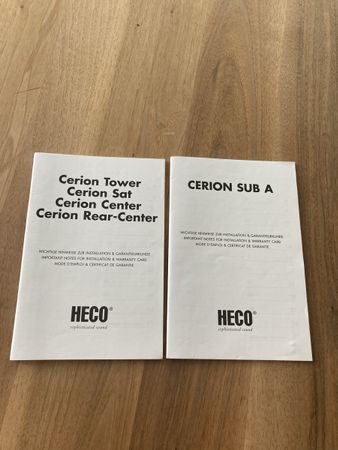 Cerion Tower
Cerion Sat
Cerion Center
Cerion Rear-Center
WICHTIGE HINWEISE ZUR INSTALLATION & GARANTIEURKUNDE
IMPORTANT NOTES FOR INSTALLATION & WARRANTY CARD
MODE D'EMPLOI & CERTIFICAT DE GARANTIE
HECO®
sophisticated sound
CERION SUB A
WICHTIGE HINWEISE ZUR INSTALLATION & GARANTIEURKUNDE
IMPORTANT NOTES FOR INSTALLATION & WARRANTY CARD
MODE D'EMPLOI & CERTIFICAT DE GARANTIE
HECO®
sophisticated sound